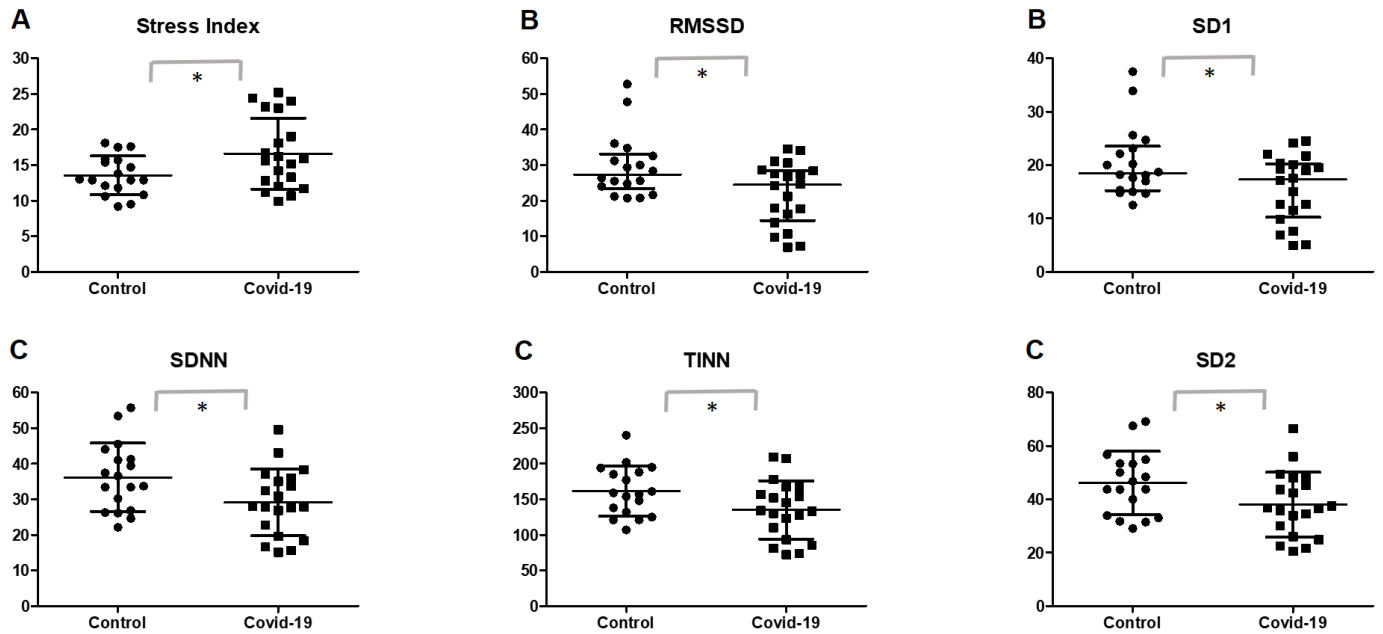 A
Stress Index
30
25
20
15
10
5
0
*
Control
Covid-19
B
RMSSD
60
50
40
30
20
10
0
*
Control
Covid-19
B
SD1
40
30
20
10
0
*
Control
Covid-19
C
SDNN
60
50
40
30
20
10
0
*
Control
Covid-19
C
TINN
300
250
200
150
100
50
0
*
Control
Covid-19
C
SD2
80
60
40
20
0
*
Control
Covid-19